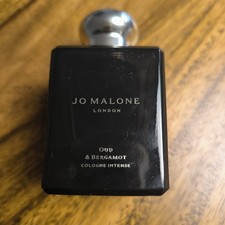 JO MALONE
LONDON
OUD
& BERGAMOT
COLOGNE INTENSE